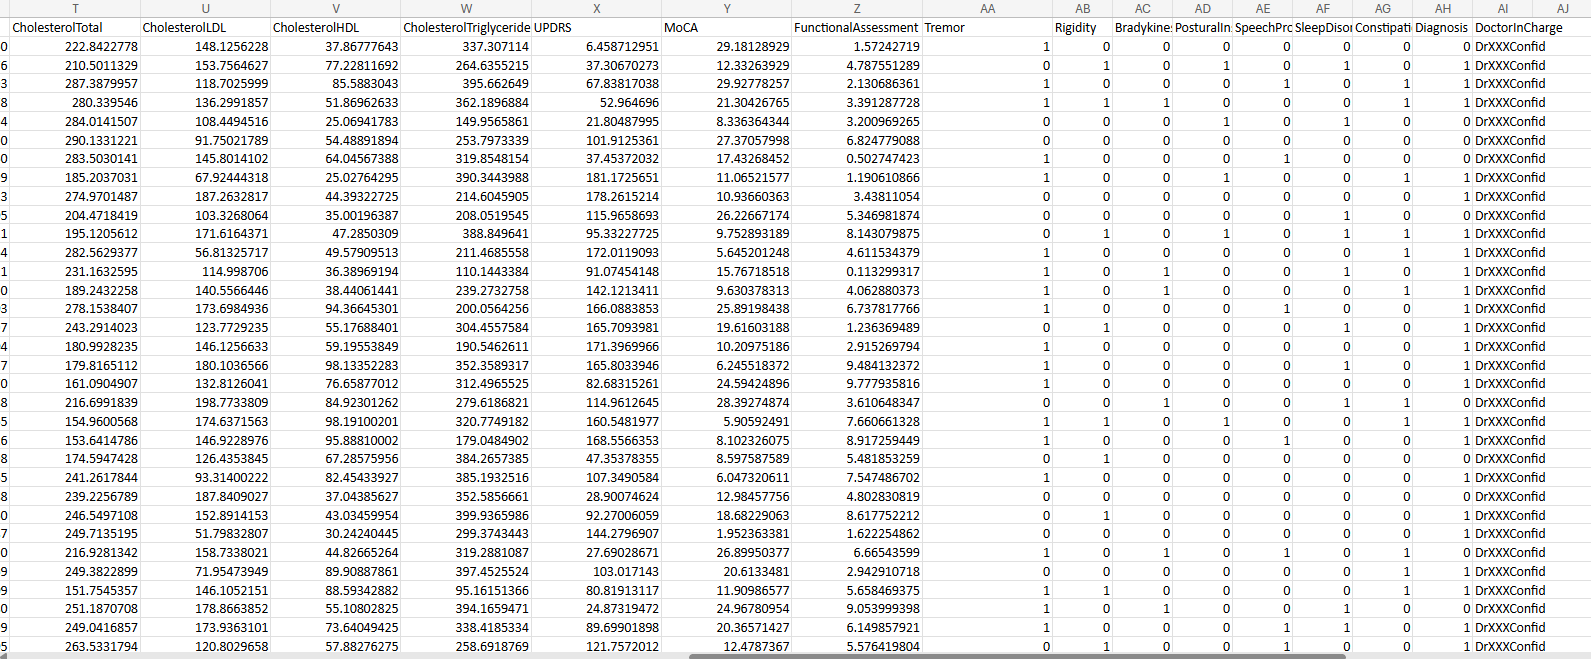 T U V W X Y Z AA AB AC AD AE AF AG AH AI AJ
CholesterolTotal CholesterolLDL CholesterolHDL CholesterolTriglyceride UPDRS MoCA FunctionalAssessment Tremor Rigidity Bradykines PosturalIn SpeechPro SleepDisor Constipati Diagnosis DoctorInCharge
0 222.8422778 148.1256228 37.86777643 337.307114 6.458712951 29.18128929 1.57242719 1 0 0 0 0 0 0 0 DrXXXConfid
6 210.5011329 153.7564627 77.22811692 264.6355215 37.30670273 12.33263929 4.787551289 0 1 0 1 0 1 0 1 DrXXXConfid
3 287.3879957 118.7025999 85.5883043 395.662649 67.83817038 29.92778257 2.130686361 1 0 0 0 1 0 1 1 DrXXXConfid
8 280.339546 136.2991857 51.86962633 362.1896884 52.964696 21.30426765 3.391287728 1 1 1 0 0 0 1 1 DrXXXConfid
4 284.0141507 108.4494516 25.06941783 149.9565861 21.80487995 8.336364344 3.200969265 0 0 0 1 0 1 0 0 DrXXXConfid
0 290.1331221 91.75021789 54.48891894 253.7973339 101.9125361 27.37057998 6.824779088 0 0 0 0 0 0 0 0 DrXXXConfid
0 283.5030141 145.8014102 64.04567388 319.8548154 37.45372032 17.43268452 0.502747423 1 0 0 0 1 0 0 0 DrXXXConfid
9 185.2037031 67.92444318 25.02764295 390.3443988 181.1725651 11.06521577 1.190610866 0 0 0 1 0 0 1 1 DrXXXConfid
3 274.9701487 187.2632817 44.39322725 214.6045905 178.2615214 10.93660363 3.43811054 0 0 0 0 0 0 0 1 DrXXXConfid
5 204.4718419 103.3268064 35.00196387 208.0519545 115.9658693 26.22667174 5.346981874 0 0 0 0 0 1 0 0 DrXXXConfid
1 195.1205612 171.6164371 47.2850309 388.849641 95.33227725 9.752893189 8.143079875 0 1 0 1 0 1 1 1 DrXXXConfid
4 282.5629377 56.81325717 49.57909513 211.4685558 172.0119093 5.645201248 4.611534379 1 0 0 0 0 0 1 1 DrXXXConfid
1 231.1632595 114.998706 36.38969194 110.1443384 91.07454148 15.76718518 0.113299317 1 0 1 0 0 1 0 1 DrXXXConfid
0 189.2432258 140.5566446 38.44061441 239.2732758 142.1213411 9.630378313 4.062880373 1 0 1 0 0 0 1 1 DrXXXConfid
3 278.1538407 173.6984936 94.36645301 200.0564256 166.0883853 25.89198438 6.737817766 1 0 0 0 1 0 0 1 DrXXXConfid
7 243.2914023 123.7729235 55.17688401 304.4557584 165.7093981 19.61603188 1.236369489 0 1 0 0 0 1 0 1 DrXXXConfid
4 180.9928235 146.1256633 59.19553849 190.5462611 171.3969966 10.20975186 2.915269794 1 0 0 0 0 0 0 1 DrXXXConfid
7 179.8165112 180.1036566 98.13352283 352.3589317 165.8033946 6.245518372 9.484132372 1 0 0 0 0 1 0 1 DrXXXConfid
0 161.0904907 132.8126041 76.65877012 312.4965525 82.68315261 24.59424896 9.777935816 1 0 0 0 0 0 0 1 DrXXXConfid
8 216.6991839 198.7733809 84.92301262 279.6186821 114.9612645 28.39274874 3.610648347 0 0 1 0 0 1 1 0 DrXXXConfid
5 154.9600568 174.6371563 98.19100201 320.7749182 160.5481977 5.90592491 7.660661328 1 1 0 1 0 0 1 1 DrXXXConfid
6 153.6414786 146.9228976 95.88810002 179.0484902 168.5566353 8.102326075 8.917259449 1 0 0 0 1 0 0 1 DrXXXConfid
8 174.5947428 126.4353845 67.28575956 384.2657385 47.35378355 8.597587589 5.481853259 0 1 0 0 0 0 0 0 DrXXXConfid
5 241.2617844 93.31400222 82.45433927 385.1932516 107.3490584 6.047320611 7.547486702 1 0 0 0 0 0 0 1 DrXXXConfid
8 239.2256789 187.8409027 37.04385627 352.5856661 28.90074624 12.98457756 4.802830819 0 0 0 0 0 0 0 0 DrXXXConfid
0 246.5497108 152.8914153 43.03459954 399.9365986 92.27006059 18.68229063 8.617752212 0 1 0 0 0 0 0 1 DrXXXConfid
7 249.7135195 51.79832807 30.24240445 299.3743443 144.2796907 1.952363381 1.622254862 0 0 0 0 0 0 0 1 DrXXXConfid
0 216.9281342 158.7338021 44.82665264 319.2881087 27.69028671 26.89950377 6.66543599 1 0 1 0 1 0 1 0 DrXXXConfid
9 249.3822899 71.95473949 89.90887861 397.4525524 103.017143 20.6133481 2.942910718 0 0 0 0 0 0 1 1 DrXXXConfid
9 151.7545357 146.1052151 88.59342882 95.16151366 80.81913117 11.90986577 5.658469375 1 1 0 0 0 0 1 1 DrXXXConfid
0 251.1870708 178.8663852 55.10802825 394.1659471 24.87319472 24.96780954 9.053999398 1 0 1 0 0 1 0 0 DrXXXConfid
9 249.0416857 173.9363101 73.64049425 338.4185334 89.69901898 20.36571427 6.149857921 1 0 0 0 1 1 0 1 DrXXXConfid
5 263.5331794 120.8029658 57.88276275 258.6918769 121.7572012 12.4787367 5.576419804 0 1 0 0 1 0 0 1 DrXXXConfid